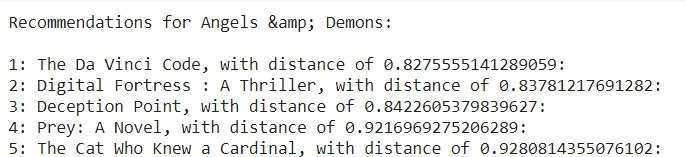 Recommendations for Angels &amp; Demons:
1: The Da Vinci Code, with distance of 0.8275555141289059:
2: Digital Fortress : A Thriller, with distance of 0.83781217691282:
3: Deception Point, with distance of 0.8422605379839627:
4: Prey: A Novel, with distance of 0.9216969275206289:
5: The Cat Who Knew a Cardinal, with distance of 0.9280814355076102: